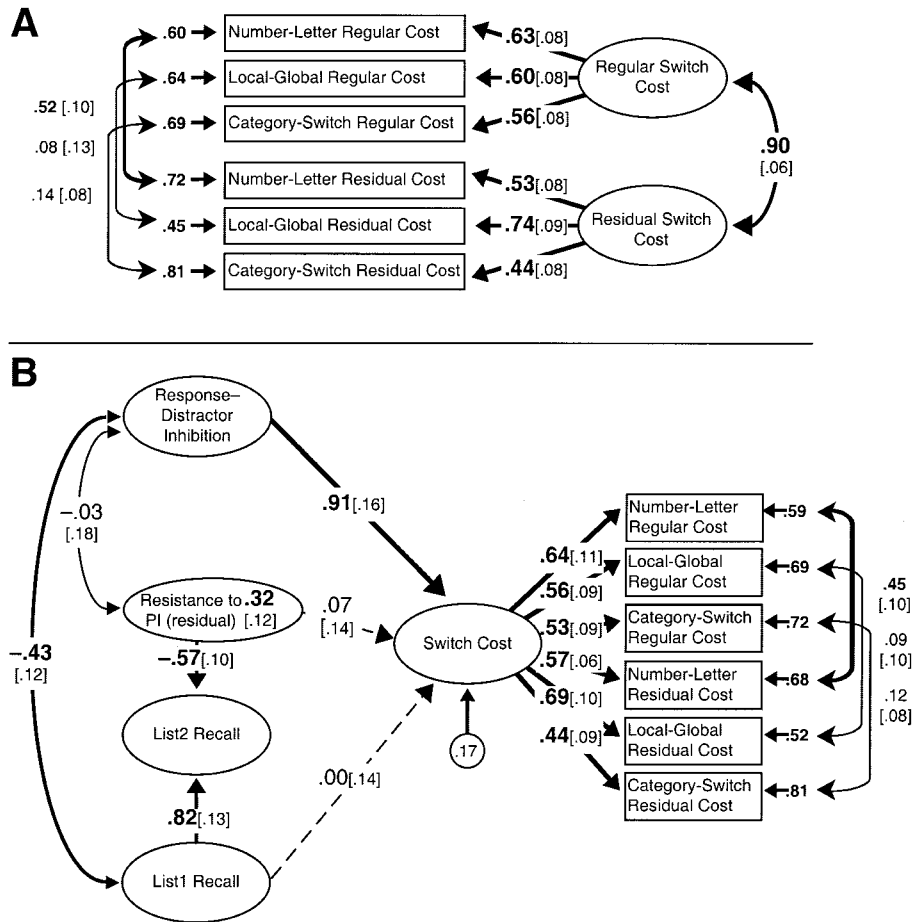 A
.60
Number-Letter Regular Cost
.63[.08]
.64
Local-Global Regular Cost
.60[.08]
Regular Switch
Cost
.52 [.10]
.69
Category-Switch Regular Cost
.56[.08]
.08 [.13]
.90
[.06]
.14 [.08]
.72
Number-Letter Residual Cost
.53[.08]
.45
Local-Global Residual Cost
.74[.09]
Residual Switch
Cost
.81
Category-Switch Residual Cost
.44[.08]
B
Response–
Distractor
Inhibition
.91[.16]
–.03
[.18]
Resistance to .32
PI (residual) [.12]
.07
[.14]
–.43
[.12]
–.57[.10]
List2 Recall
.82[.13]
List1 Recall
.00[.14]
Switch Cost
.17
.64[.11]
.56[.09]
.53[.09]
.57[.06]
.69[.10]
.44[.09]
Number-Letter
Regular Cost
.59
Local-Global
Regular Cost
.69
Category-Switch
Regular Cost
.72
Number-Letter
Residual Cost
.68
Local-Global
Residual Cost
.52
Category-Switch
Residual Cost
.81
.45
[.10]
.09
[.10]
.12
[.08]